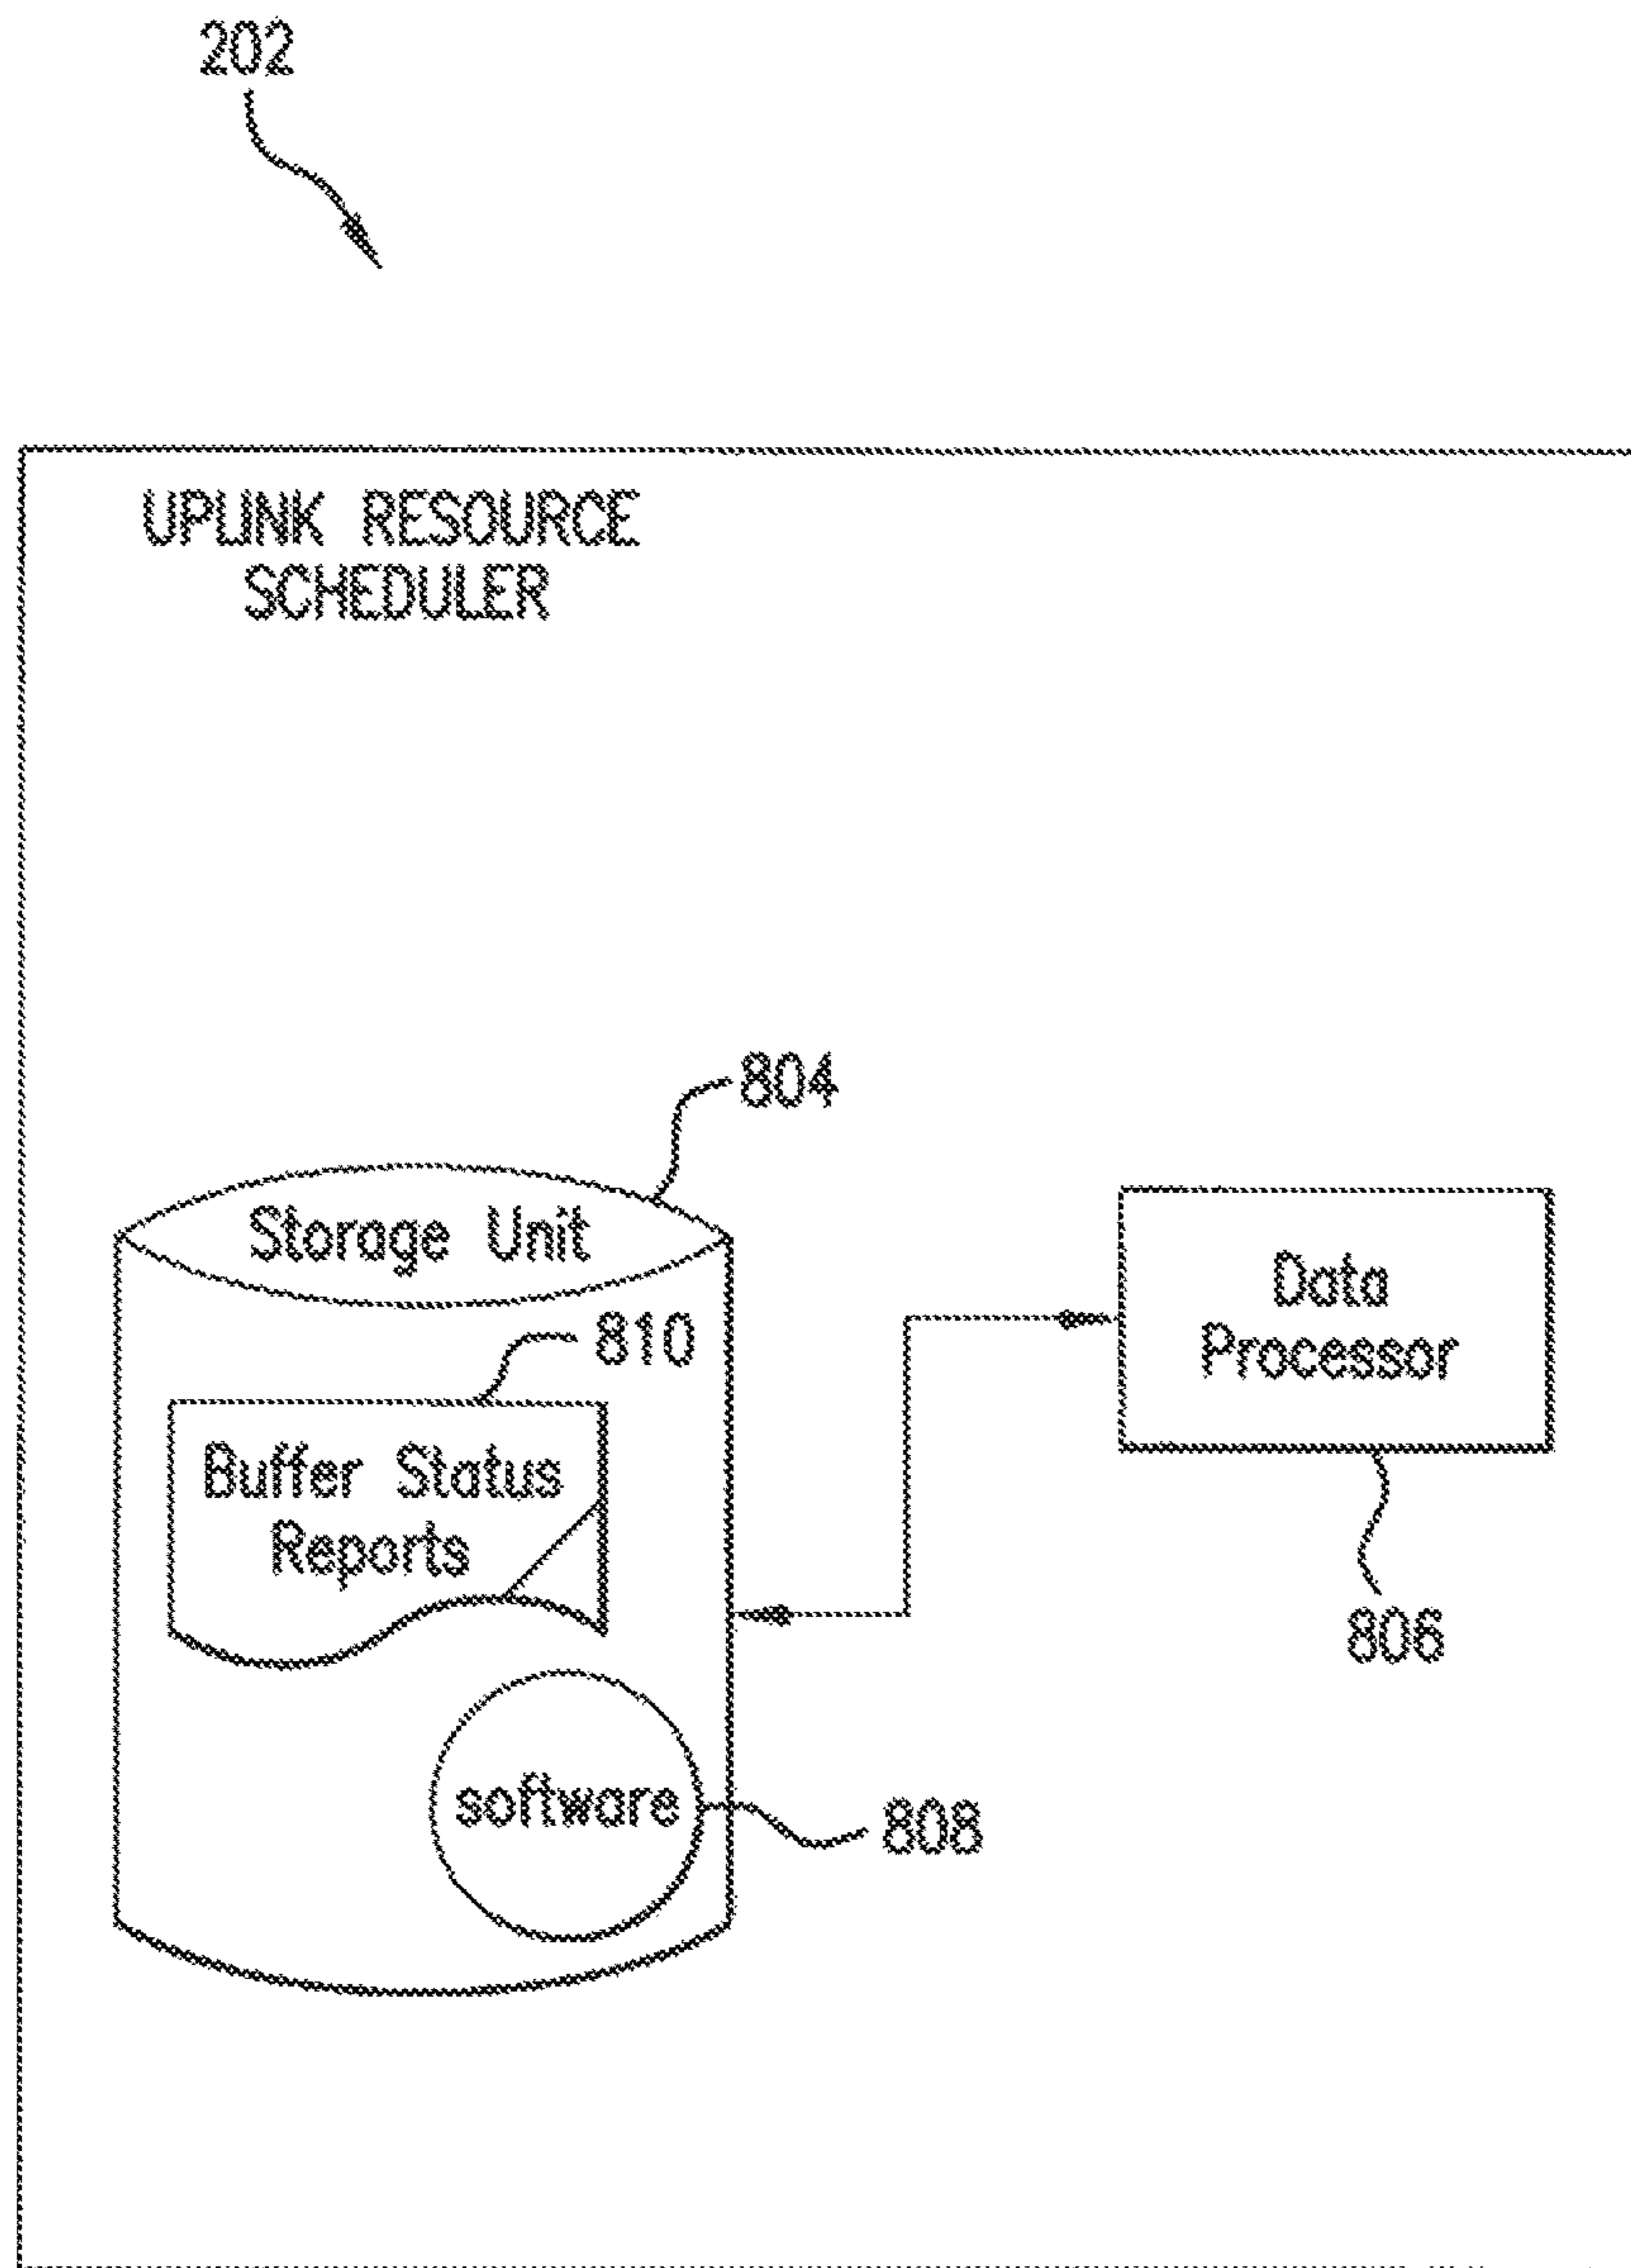 202
UPLINK RESOURCE
SCHEDULER
804
Storage Unit
810
Buffer Status
Reports
Data
Processor
806
software
808